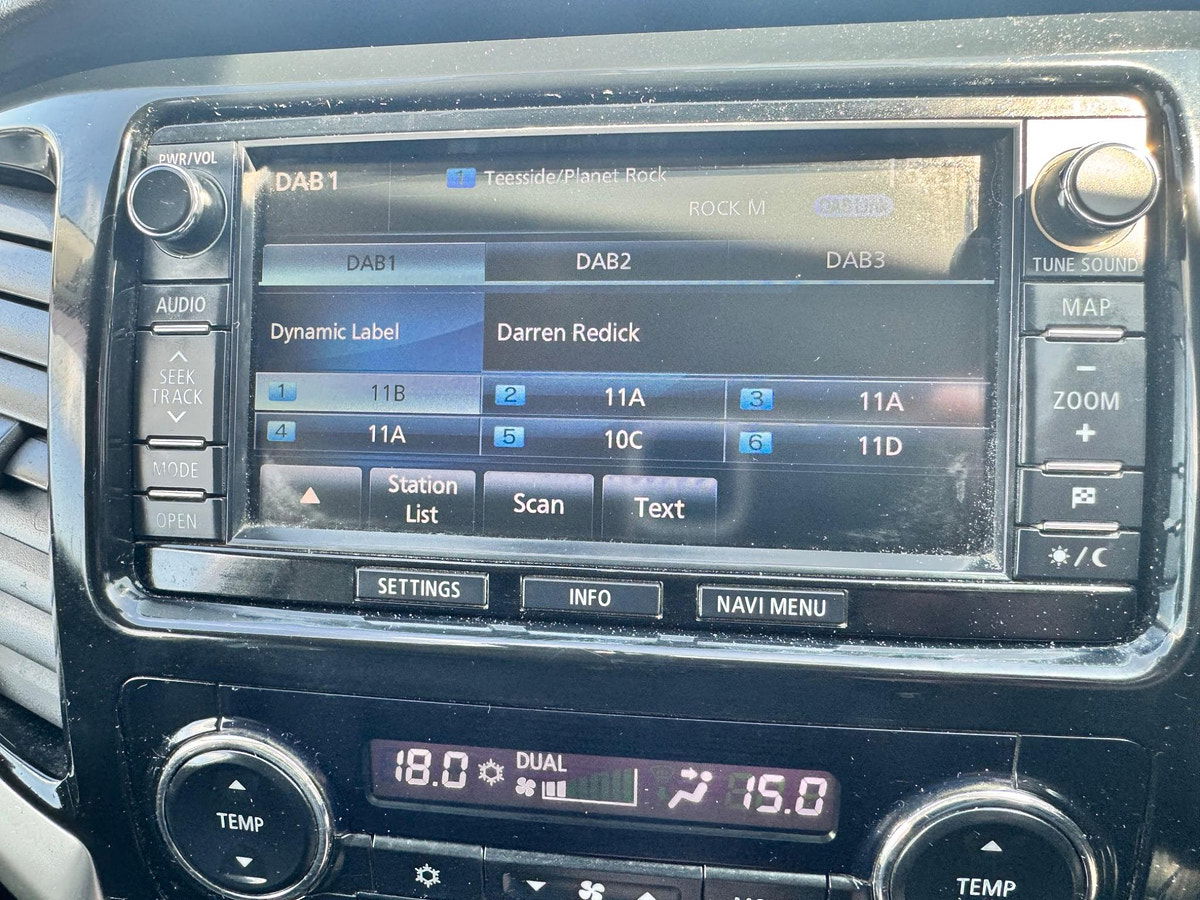 PWR/VOL
DAB1
1 Teesside/Planet Rock
ROCK M
TUNE SOUND
DAB1 DAB2 DAB3
AUDIO
MAP
Dynamic Label Darren Redick
SEEK
TRACK
ZOOM
1 11B 2 11A 3 11A
4 11A 5 10C 6 11D
MODE
OPEN
Station
List
Scan
Text
SETTINGS INFO NAVI MENU
18.0 DUAL 15.0
TEMP
TEMP